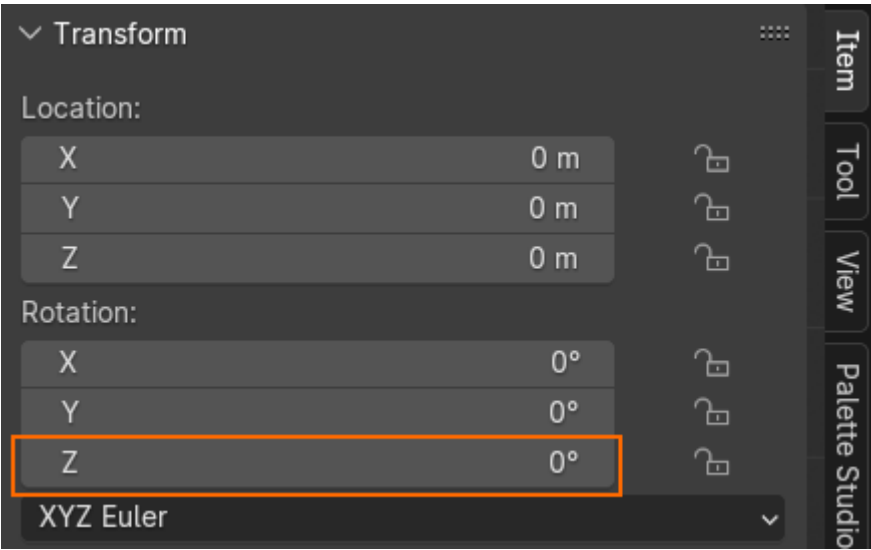 Transform
Location:
X 0 m
Y 0 m
Z 0 m
Rotation:
X 0°
Y 0°
Z 0°
XYZ Euler
Item
Tool
View
Palette Studio